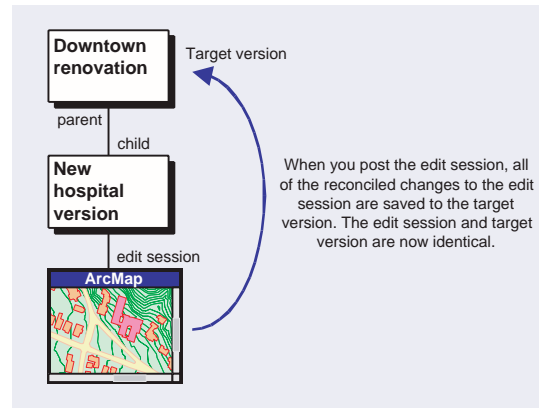 Downtown
renovation
Target version
parent
child
New
hospital
version
When you post the edit session, all
of the reconciled changes to the edit
session are saved to the target
version. The edit session and target
version are now identical.
edit session
ArcMap